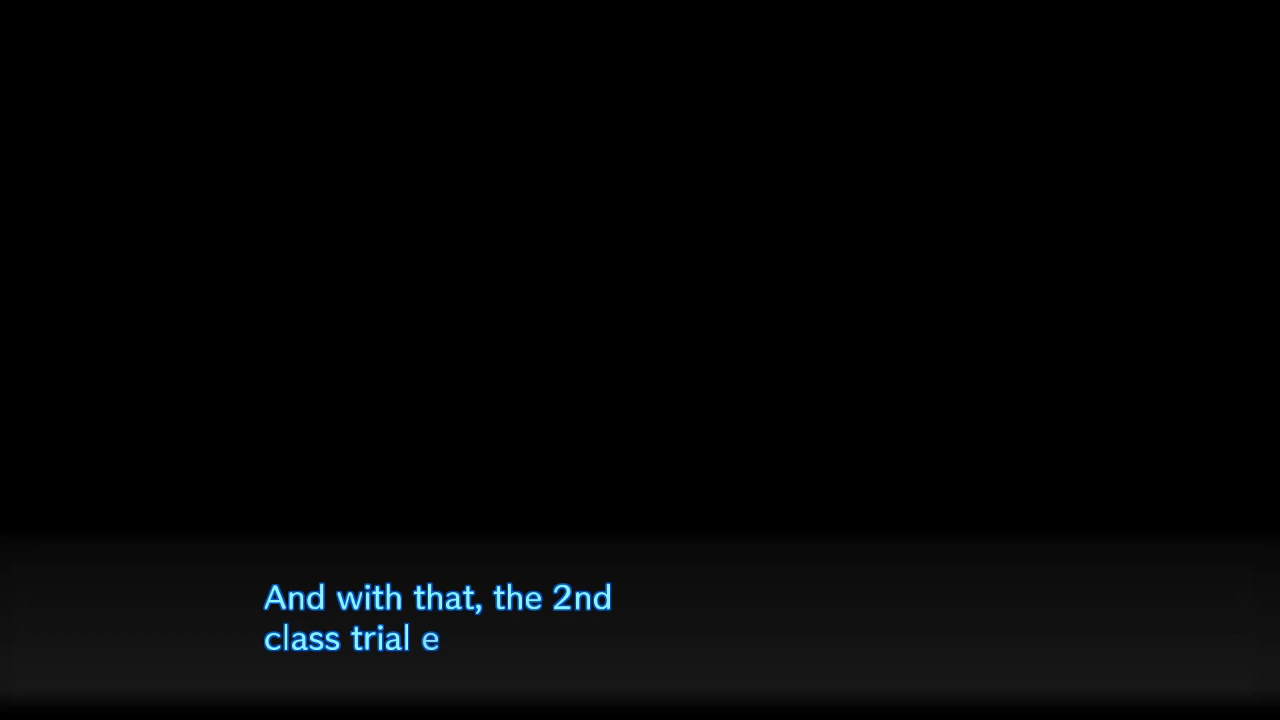 And with that, the 2nd
class trial e